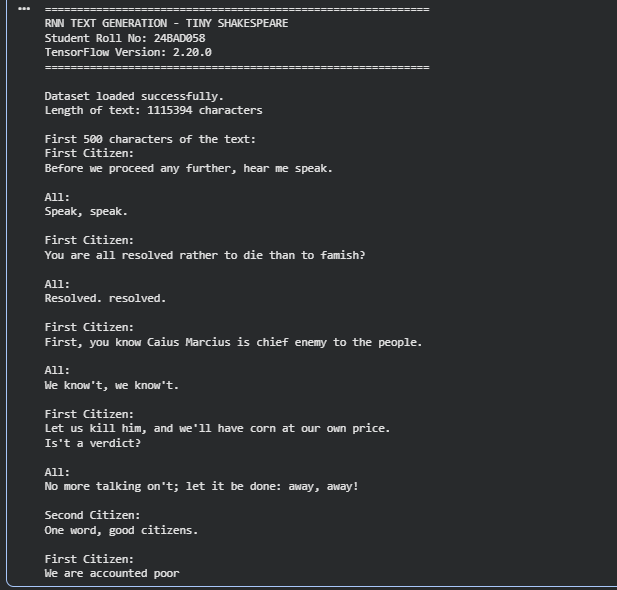 ============================================================
RNN TEXT GENERATION - TINY SHAKESPEARE
Student Roll No: 24BAD058
TensorFlow Version: 2.20.0
============================================================

Dataset loaded successfully.
Length of text: 1115394 characters

First 500 characters of the text:
First Citizen:
Before we proceed any further, hear me speak.

All:
Speak, speak.

First Citizen:
You are all resolved rather to die than to famish?

All:
Resolved. resolved.

First Citizen:
First, you know Caius Marcius is chief enemy to the people.

All:
We know't, we know't.

First Citizen:
Let us kill him, and we'll have corn at our own price.
Is't a verdict?

All:
No more talking on't; let it be done: away, away!

Second Citizen:
One word, good citizens.

First Citizen:
We are accounted poor